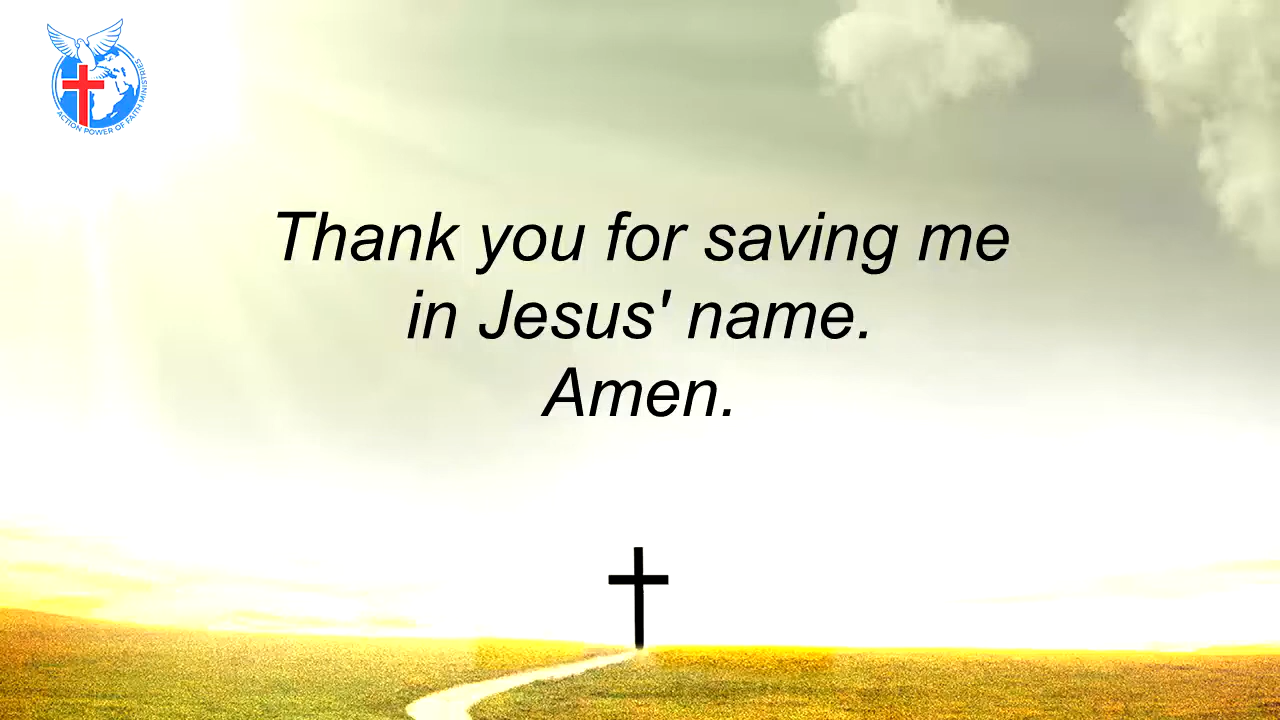 ACTION POWER OF FAITH MINISTRIES
Thank you for saving me
in Jesus' name.
Amen.